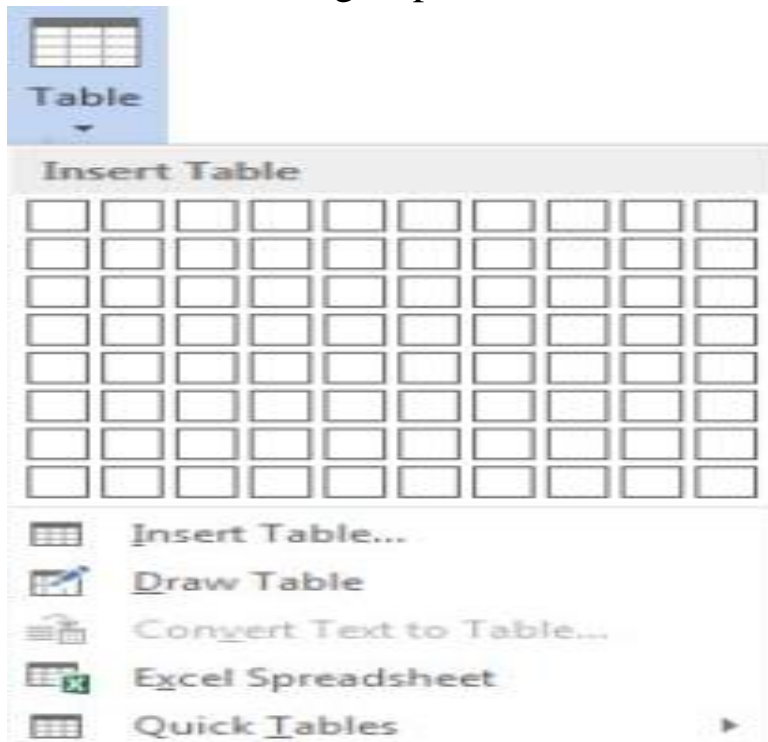 Table
Insert Table
Insert Table...
Draw Table
Convert Text to Table...
Excel Spreadsheet
Quick Tables